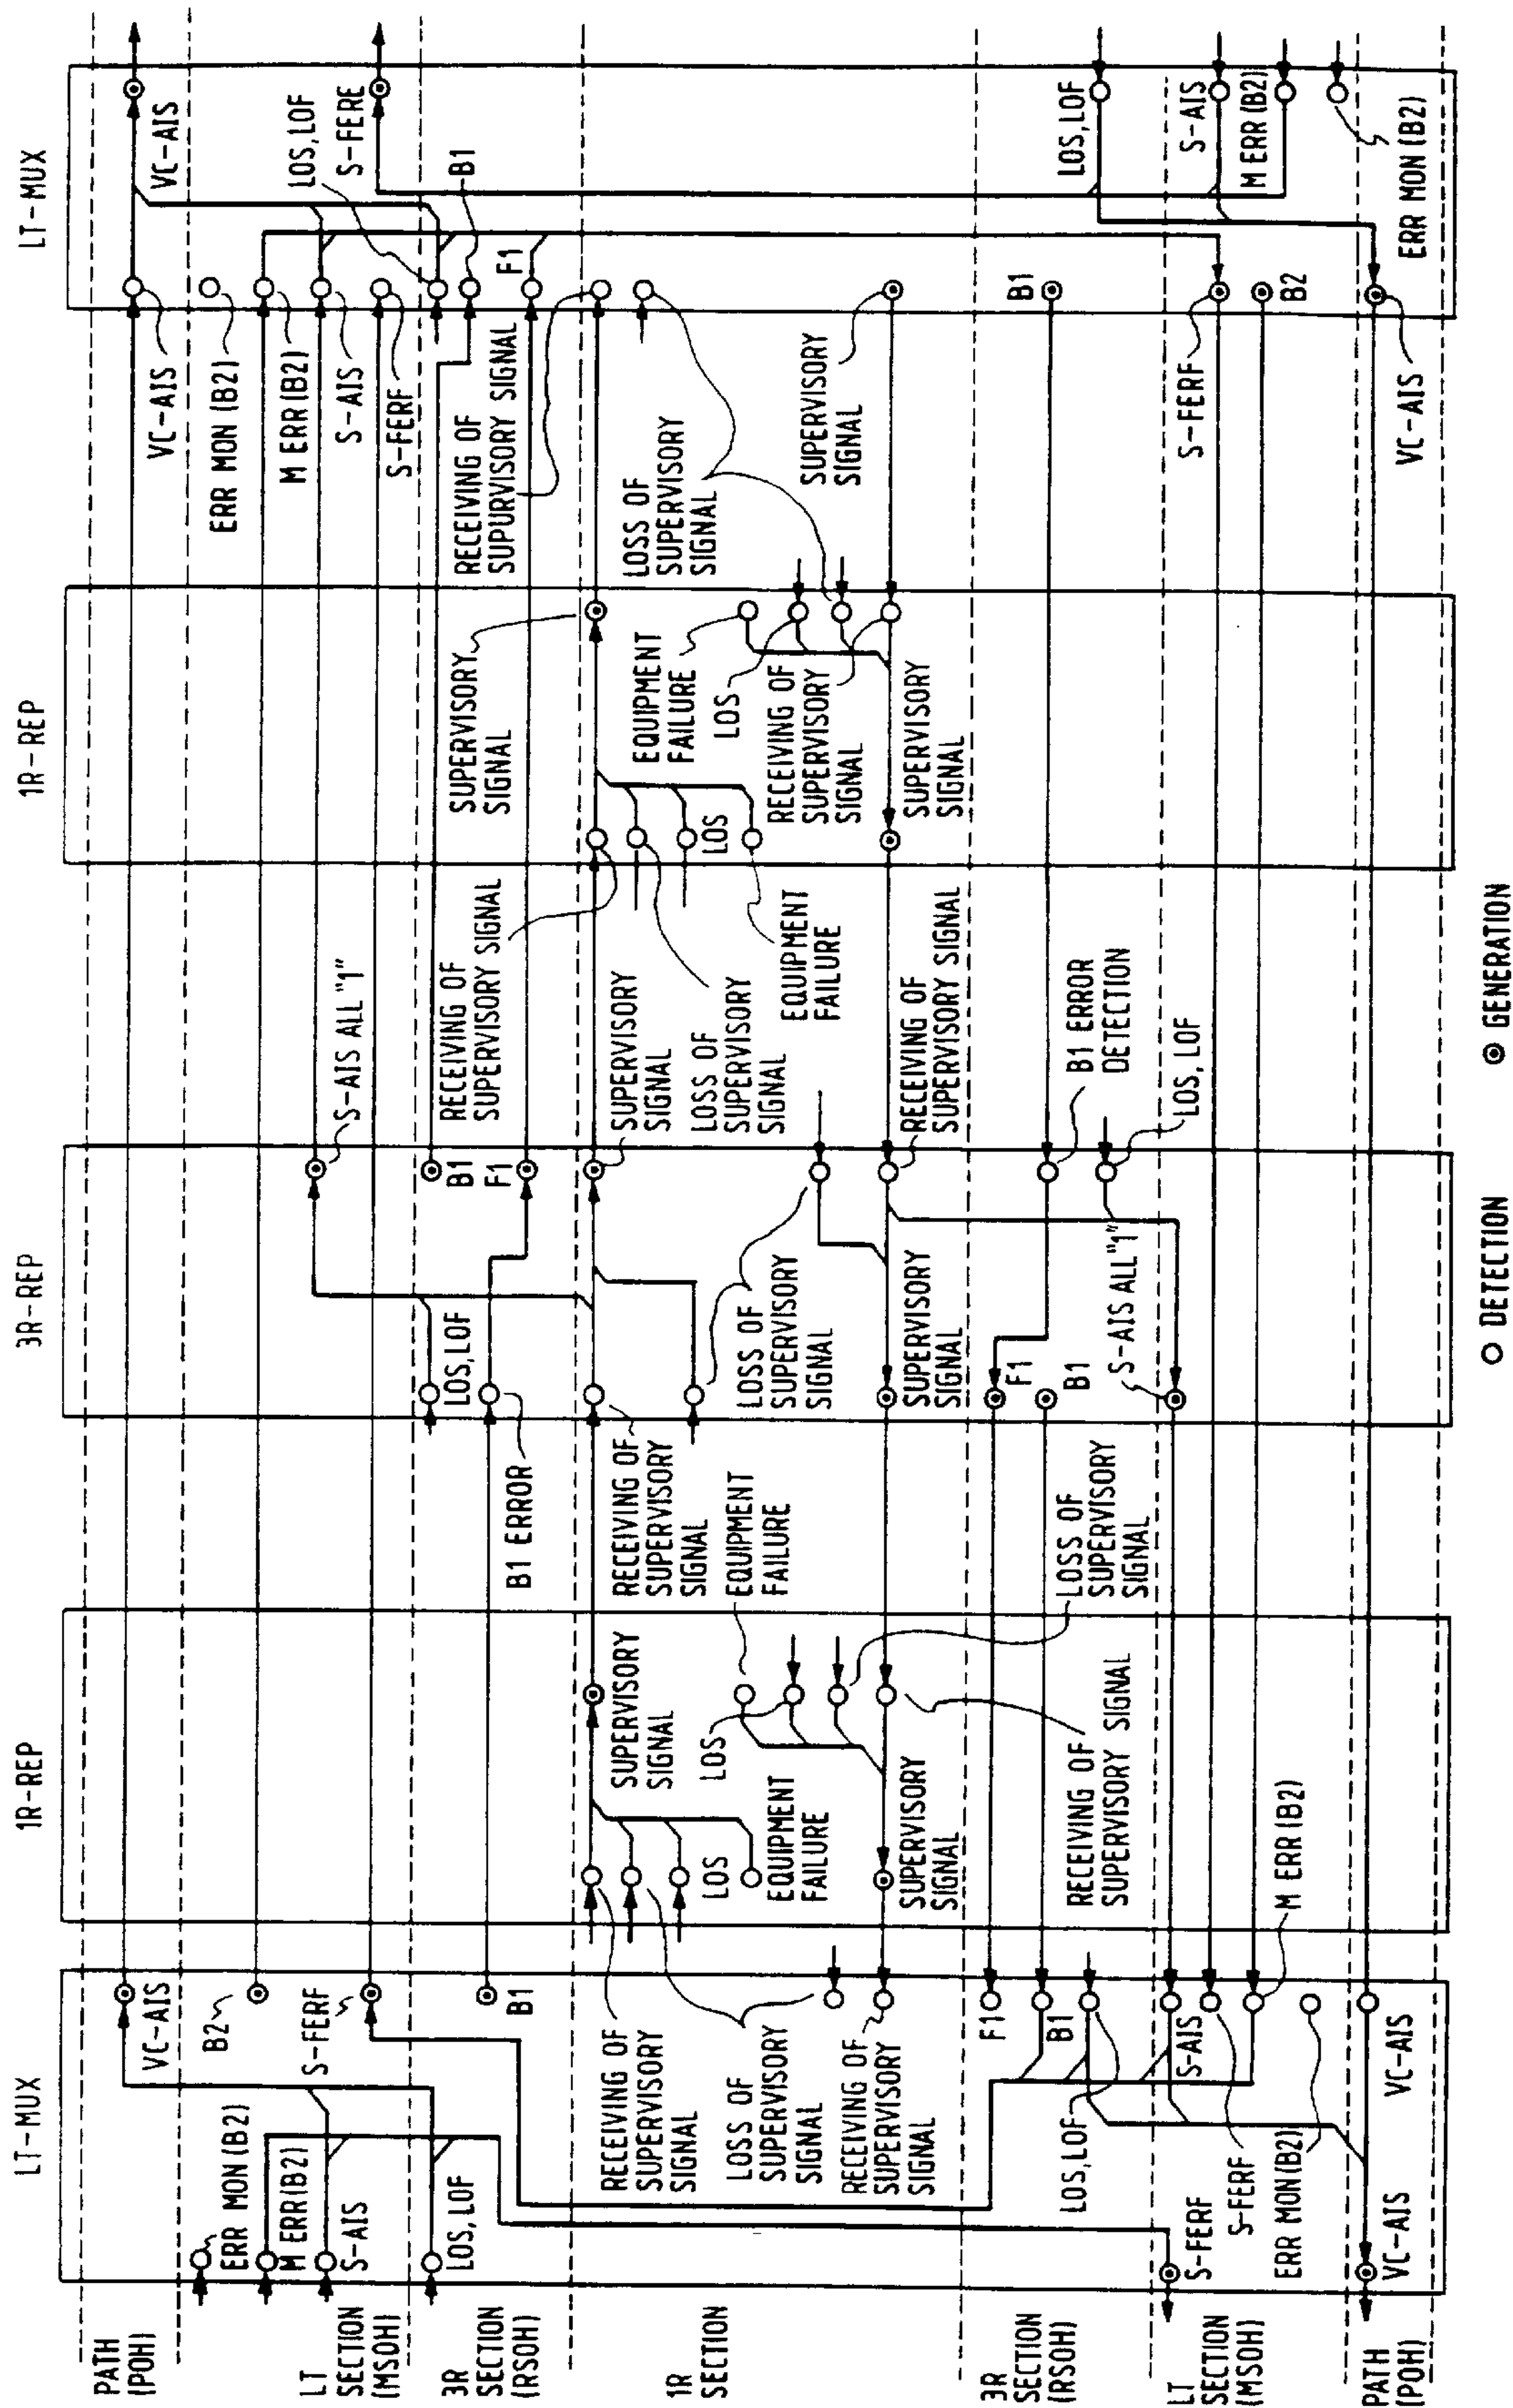 LT-MUX
1R-REP
3R-REP
1R-REP
LT-MUX
PATH
(POH)
LT
SECTION
(MSOH)
3R
SECTION
(RSOH)
1R
SECTION
3R
SECTION
(RSOH)
LT
SECTION
(MSOH)
PATH
(POH)
ERR MON (B2)
M ERR(B2)
S-AIS
LOS, LOF
VC-AIS
B2
S-FERF
B1
RECEIVING OF
SUPERVISORY
SIGNAL
LOSS OF
SUPERVISORY
SIGNAL
RECEIVING OF
SUPERVISORY
SIGNAL
F1
B1
LOS, LOF
S-AIS
S-FERF
S-FERF
ERR MON(B2)
M ERR (B2)
VC-AIS
VC-AIS
SUPERVISORY
SIGNAL
LOS
EQUIPMENT
FAILURE
LOS
EQUIPMENT
FAILURE
SUPERVISORY
SIGNAL
LOSS OF
SUPERVISORY
SIGNAL
RECEIVING OF
SUPERVISORY SIGNAL
B1 ERROR
RECEIVING OF
SUPERVISORY
SIGNAL
S-AIS ALL "1"
LOS, LOF
B1
F1
SUPERVISORY
SIGNAL
LOSS OF
SUPERVISORY
SIGNAL
SUPERVISORY
SIGNAL
F1
B1
S-AIS ALL "1"
RECEIVING OF
SUPERVISORY SIGNAL
B1 ERROR
DETECTION
LOS, LOF
RECEIVING OF
SUPERVISORY SIGNAL
LOSS OF
SUPERVISORY
SIGNAL
EQUIPMENT
FAILURE
SUPERVISORY
SIGNAL
LOS
EQUIPMENT
FAILURE
LOS
RECEIVING OF
SUPERVISORY
SIGNAL
SUPERVISORY
SIGNAL
LOSS OF
SUPERVISORY
SIGNAL
VC-AIS
ERR MON (B2)
M ERR (B2)
S-AIS
S-FERF
RECEIVING OF
SUPURVISORY SIGNAL
SUPERVISORY
SIGNAL
S-FERF
VC-AIS
VC-AIS
LOS, LOF
S-FERE
B1
F1
B1
B2
LOS, LOF
S-AIS
M ERR (B2)
ERR MON (B2)
DETECTION
GENERATION